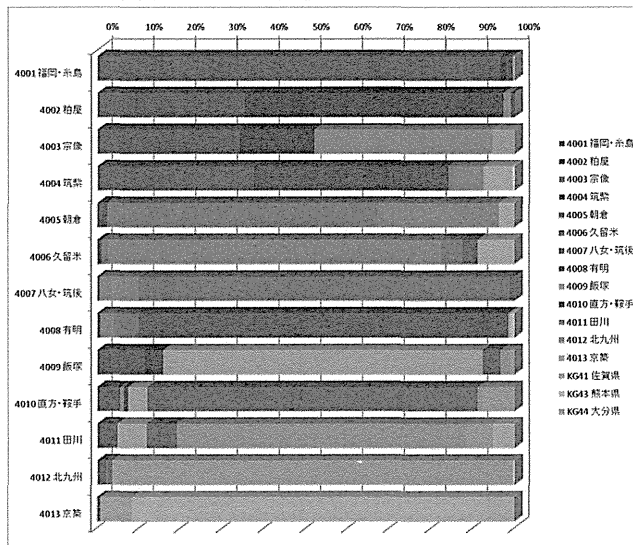 0% 10% 20% 30% 40% 50% 60% 70% 80% 90% 100%
4001 福岡・糸島
4002 粕屋
4003 宗像
4004 筑紫
4005 朝倉
4006 久留米
4007 八女・筑後
4008 有明
4009 飯塚
4010 直方・鞍手
4011 田川
4012 北九州
4013 京築
4001 福岡・糸島
4002 粕屋
4003 宗像
4004 筑紫
4005 朝倉
4006 久留米
4007 八女・筑後
4008 有明
4009 飯塚
4010 直方・鞍手
4011 田川
4012 北九州
4013 京築
KG41 佐賀県
KG43 熊本県
KG44 大分県